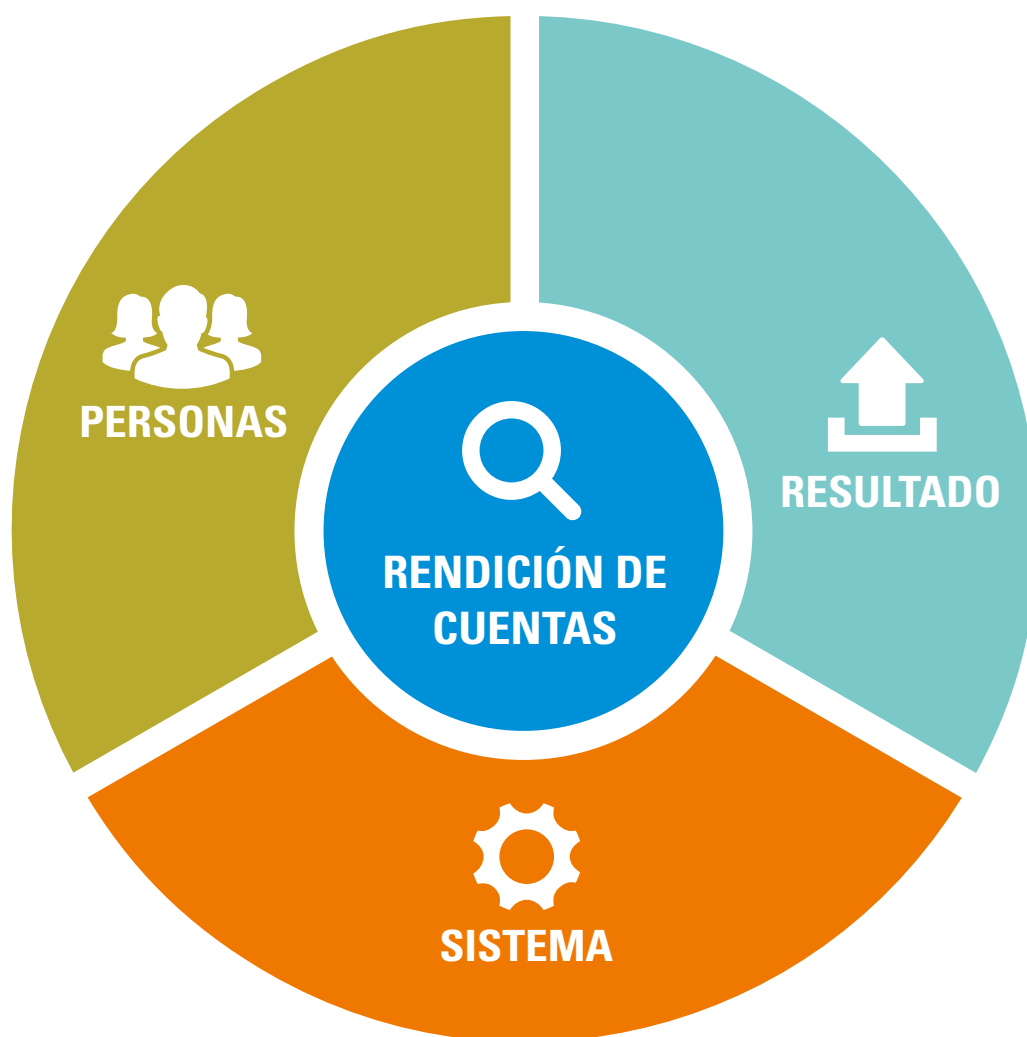 PERSONAS
RESULTADO
RENDICIÓN DE
CUENTAS
SISTEMA